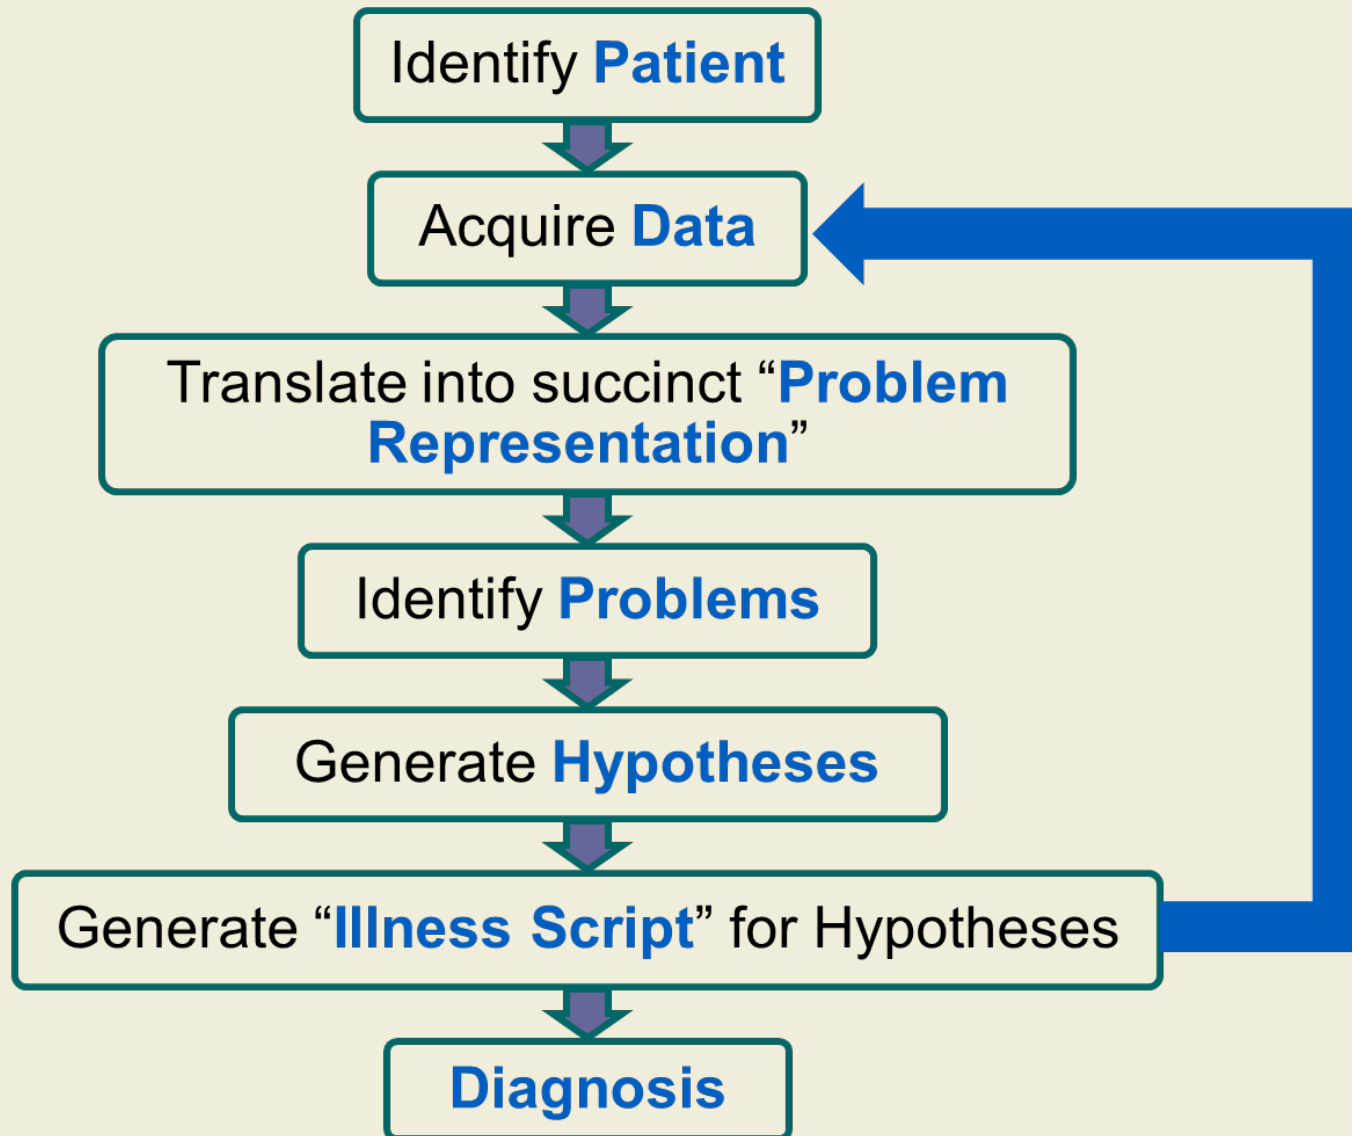 Identify Patient
Acquire Data
Translate into succinct “Problem
Representation”
Identify Problems
Generate Hypotheses
Generate “Illness Script” for Hypotheses
Diagnosis